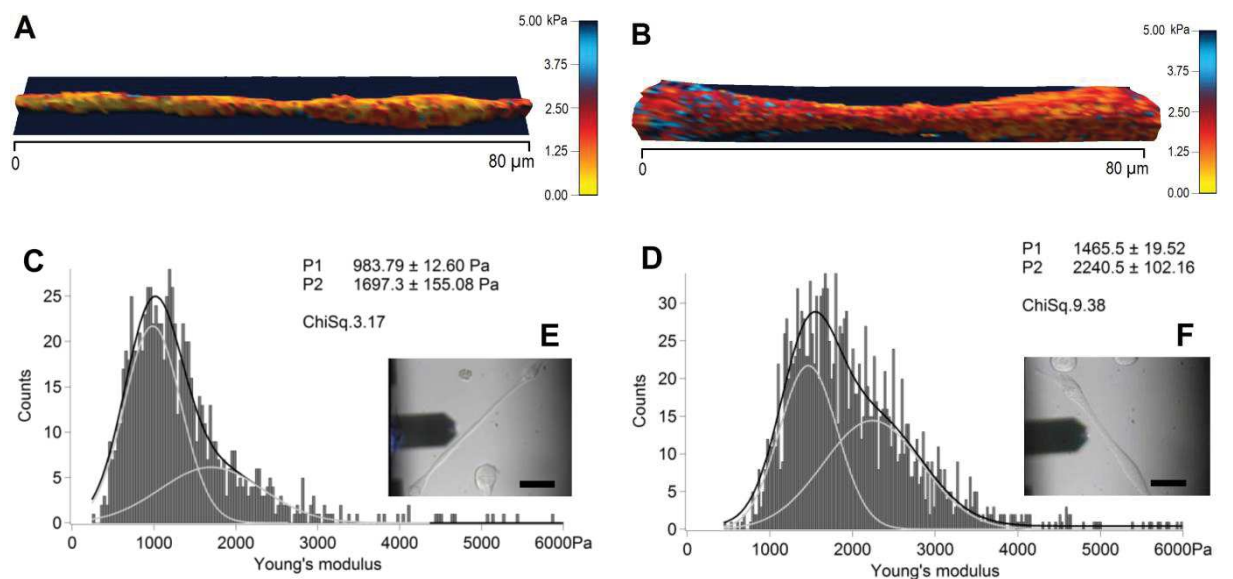 A
5.00 kPa
3.75
2.50
1.25
0.00
0
80 µm
B
5.00 kPa
3.75
2.50
1.25
0.00
0
80 µm
C
P1 983.79 ± 12.60 Pa
P2 1697.3 ± 155.08 Pa
ChiSq.3.17
E
25
20
15
10
5
0
Counts
0 1000 2000 3000 4000 5000 6000Pa
Young's modulus
D
P1 1465.5 ± 19.52
P2 2240.5 ± 102.16
ChiSq.9.38
F
30
25
20
15
10
5
0
Counts
0 1000 2000 3000 4000 5000 6000Pa
Young's modulus